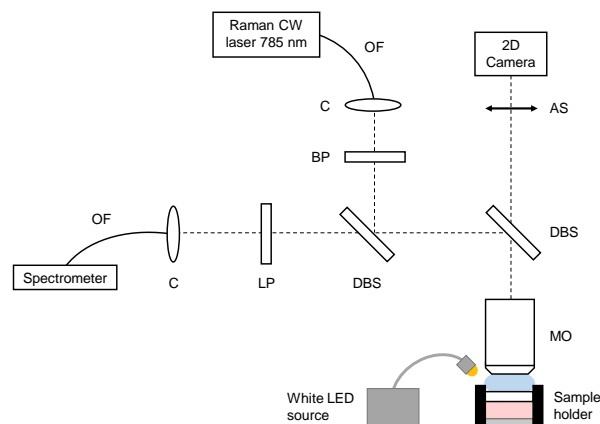 Raman CW
laser 785 nm
OF
2D
Camera
C
AS
BP
OF
DBS
Spectrometer
C
LP
DBS
MO
White LED
source
Sample
holder